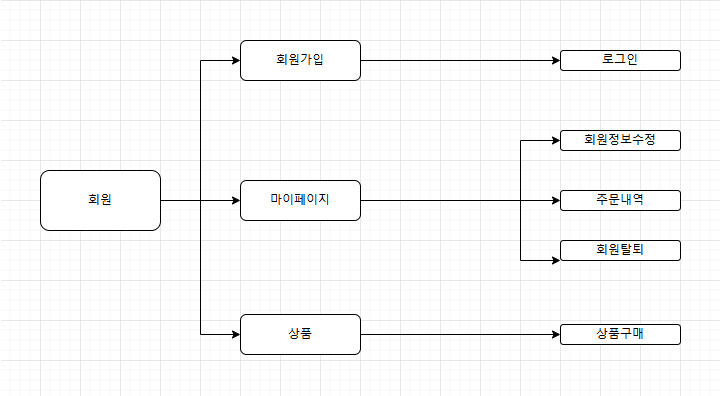 회원
회원가입
로그인
마이페이지
회원정보수정
주문내역
회원탈퇴
상품
상품구매